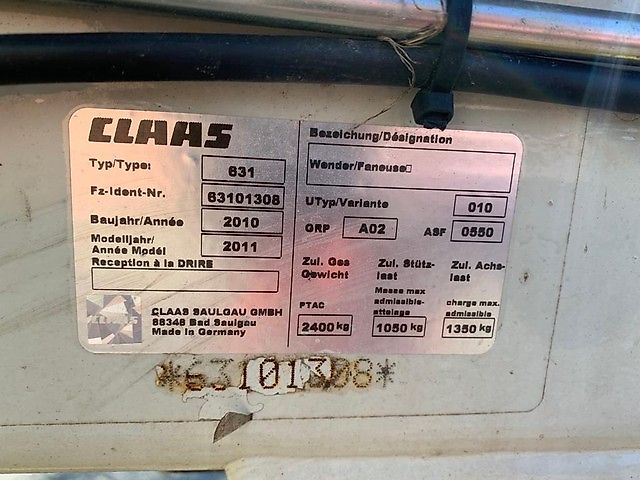 CLAAS
Typ/Type: 631
Fz-Ident-Nr. 63101308
Baujahr/Année 2010
Modelljahr/
Année Modél 2011
Reception à la DRIRE
CLAAS SAULGAU GMBH
88348 Bad Saulgau
Made in Germany
Bezeichung/Désignation
Wender/Faneuse
UTyp/Variante 010
GRP A02 ASF 0550
Zul. Ges Gewicht
Zul. Stütz-last
Zul. Achs-last
PTAC
Masse max admissible-attelage
charge max. admissible
2400 kg 1050 kg 1350 kg
*63101308*